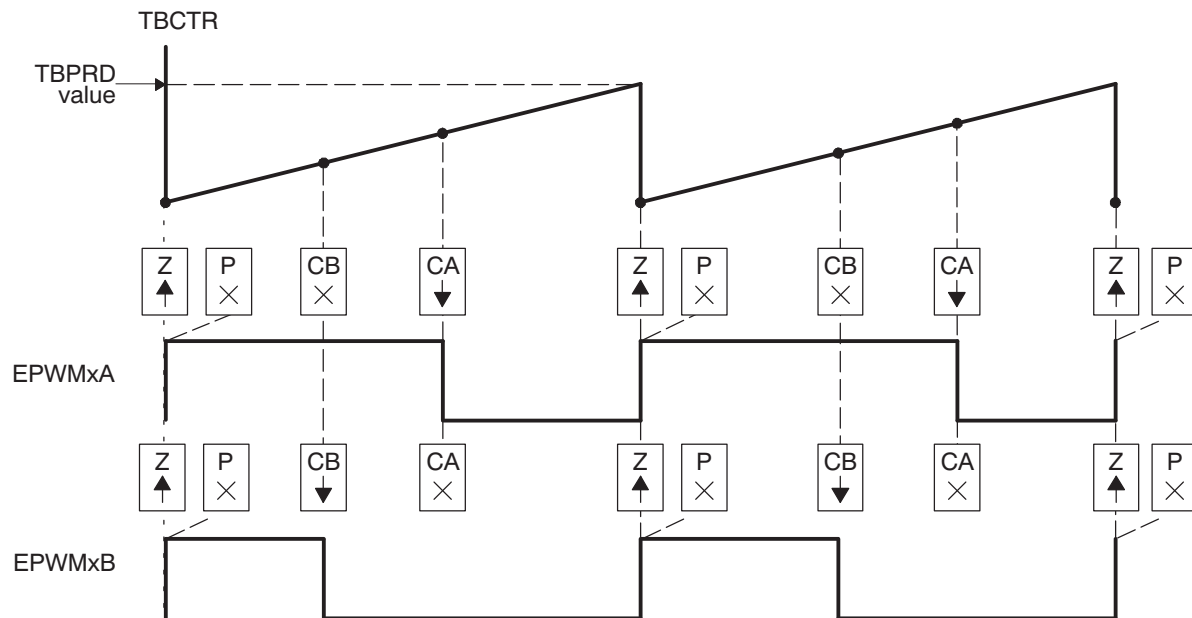 TBCTR
TBPRD
value
Z P CB CA Z P CB CA Z P
EPWMxA
Z P CB CA Z P CB CA Z P
EPWMxB